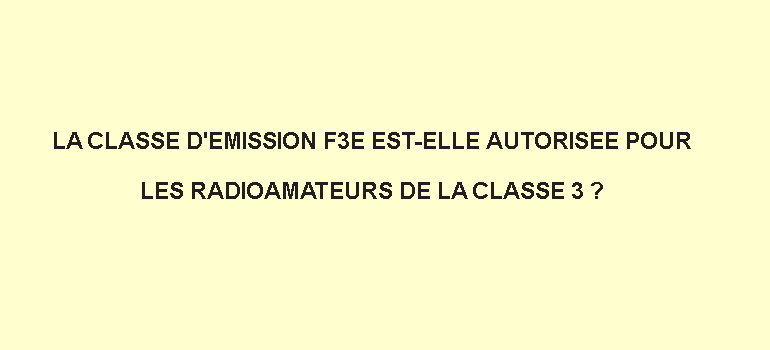 LA CLASSE D'EMISSION F3E EST-ELLE AUTORISEE POUR
LES RADIOAMATEURS DE LA CLASSE 3 ?